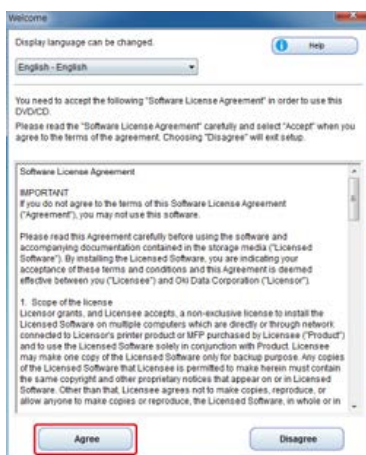 Welcome
Display language can be changed.
Help
English - English
You need to accept the following "Software License Agreement" in order to use this
DVD/CD.
Please read the "Software License Agreement" carefully and select "Accept" when you
agree to the terms of the agreement. Choosing "Disagree" will exit setup.
Software License Agreement
IMPORTANT
If you do not agree to the terms of this Software License Agreement
("Agreement"), you may not use this software.
Please read this Agreement carefully before using the software and
accompanying documentation contained in the storage media ("Licensed
Software"). By installing the Licensed Software, you are indicating your
acceptance of these terms and conditions and this Agreement is deemed
effective between you ("Licensee") and Oki Data Corporation ("Licensor").
1. Scope of the license
Licensor grants, and Licensee accepts, a non-exclusive license to install the
Licensed Software on multiple computers which are directly or through network
connected to Licensor's printer product or MFP purchased by Licensee ("Product")
and to use the Licensed Software solely in conjunction with Product. Licensee
may make one copy of the Licensed Software only for backup purpose. Any copies
of the Licensed Software that Licensee is permitted to make herein must contain
the same copyright and other proprietary notices that appear on or in Licensed
Software. Other than that, Licensee agrees not to make copies, reproduce, or
allow anyone to make copies or reproduce, the Licensed Software, in whole or in
Agree
Disagree